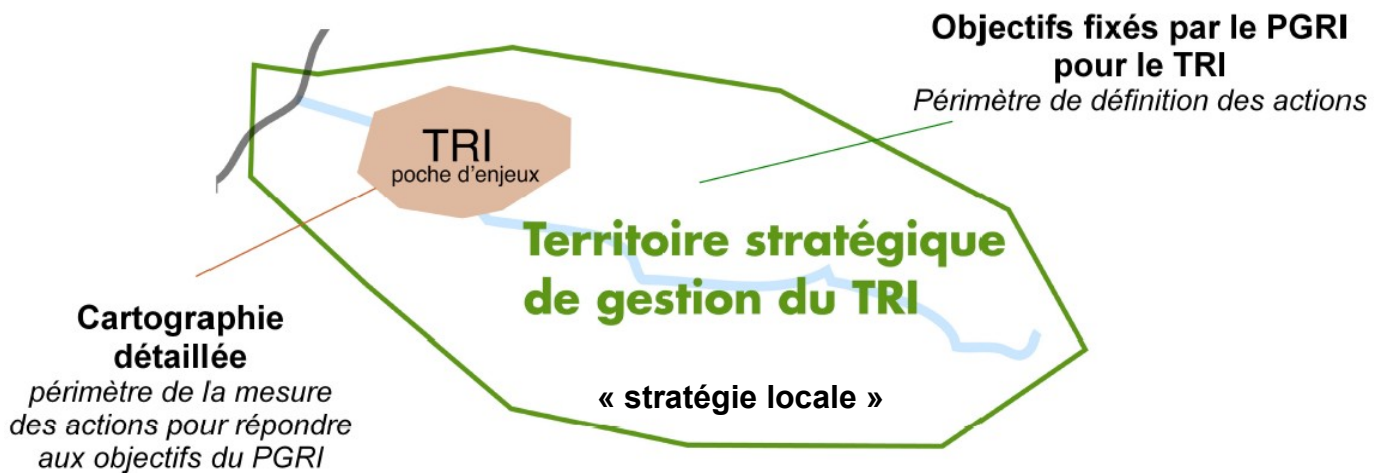 Objectifs fixés par le PGRI
pour le TRI
Périmètre de définition des actions
TRI
poche d'enjeux
Territoire stratégique
de gestion du TRI
Cartographie
détaillée
périmètre de la mesure
des actions pour répondre
aux objectifs du PGRI
« stratégie locale »